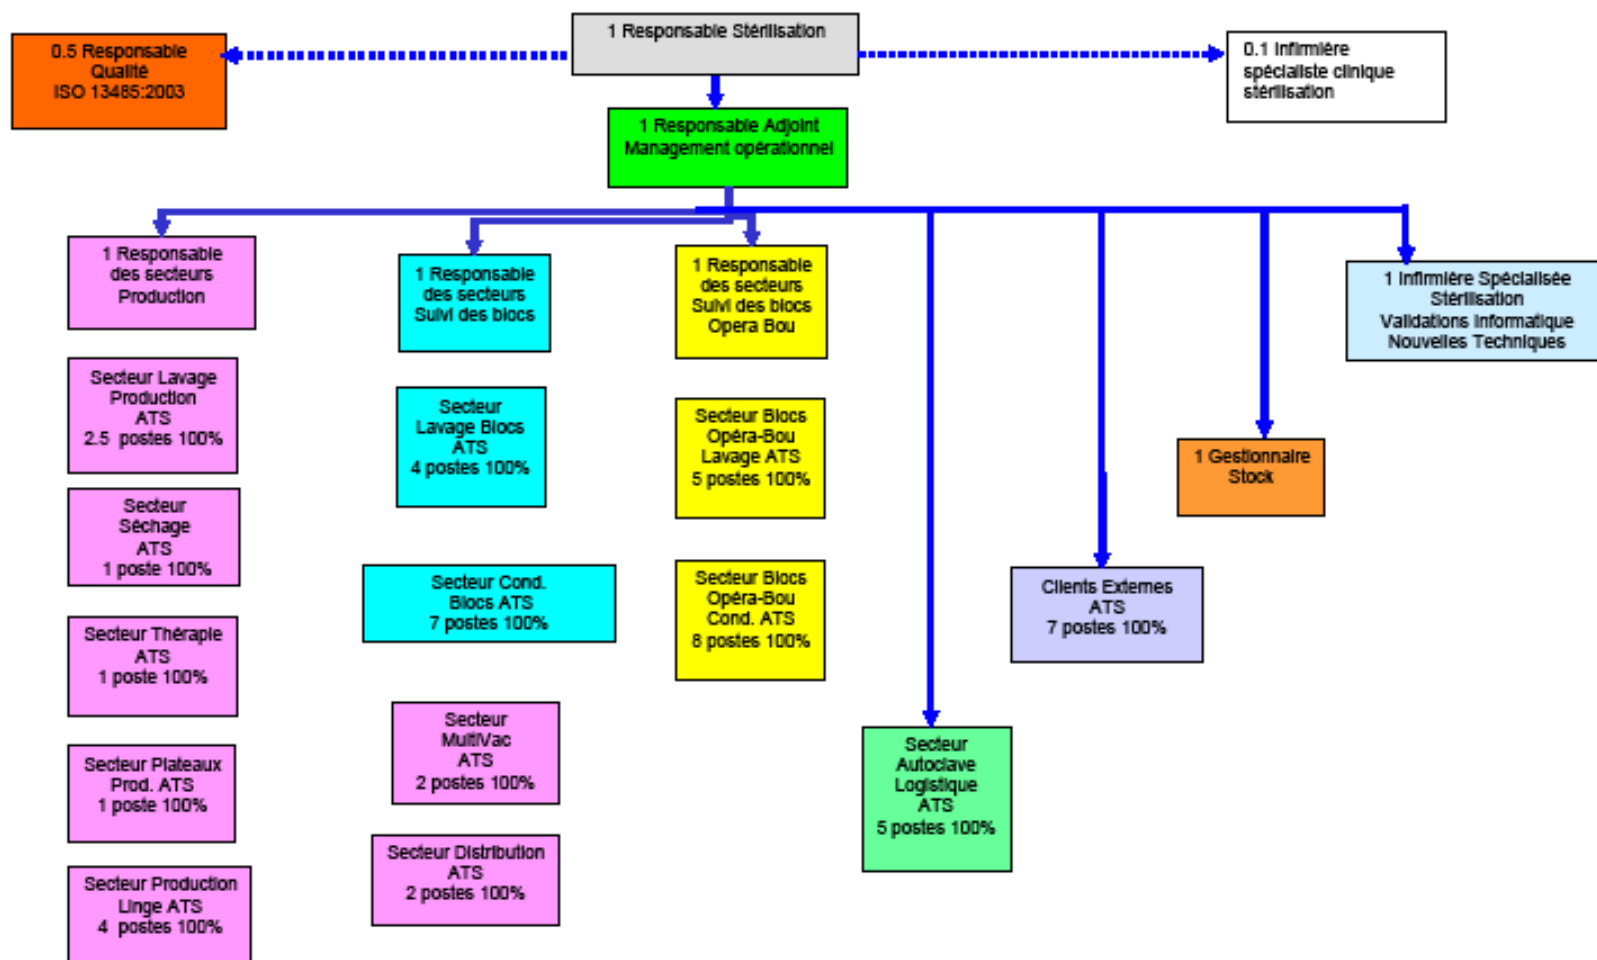 1 Responsable Stérilisation
0.5 Responsable
Qualité
ISO 13485:2003
0.1 Infirmière
spécialiste clinique
stérilisation
1 Responsable Adjoint
Management opérationnel
1 Responsable
des secteurs
Production
1 Responsable
des secteurs
Suivi des blocs
1 Responsable
des secteurs
Suivi des blocs
Opera Bou
1 Infirmière Spécialisée
Stérilisation
Validations Informatique
Nouvelles Techniques
Secteur Lavage
Production
ATS
2.5 postes 100%
Secteur
Lavage Blocs
ATS
4 postes 100%
Secteur Blocs
Opéra-Bou
Lavage ATS
5 postes 100%
1 Gestionnaire
Stock
Secteur
Séchage
ATS
1 poste 100%
Secteur Cond.
Blocs ATS
7 postes 100%
Secteur Blocs
Opéra-Bou
Cond. ATS
8 postes 100%
Clients Externes
ATS
7 postes 100%
Secteur Thérapie
ATS
1 poste 100%
Secteur
MultiVac
ATS
2 postes 100%
Secteur
Autoclave
Logistique
ATS
5 postes 100%
Secteur Plateaux
Prod. ATS
1 poste 100%
Secteur Distribution
ATS
2 postes 100%
Secteur Production
Linge ATS
4 postes 100%